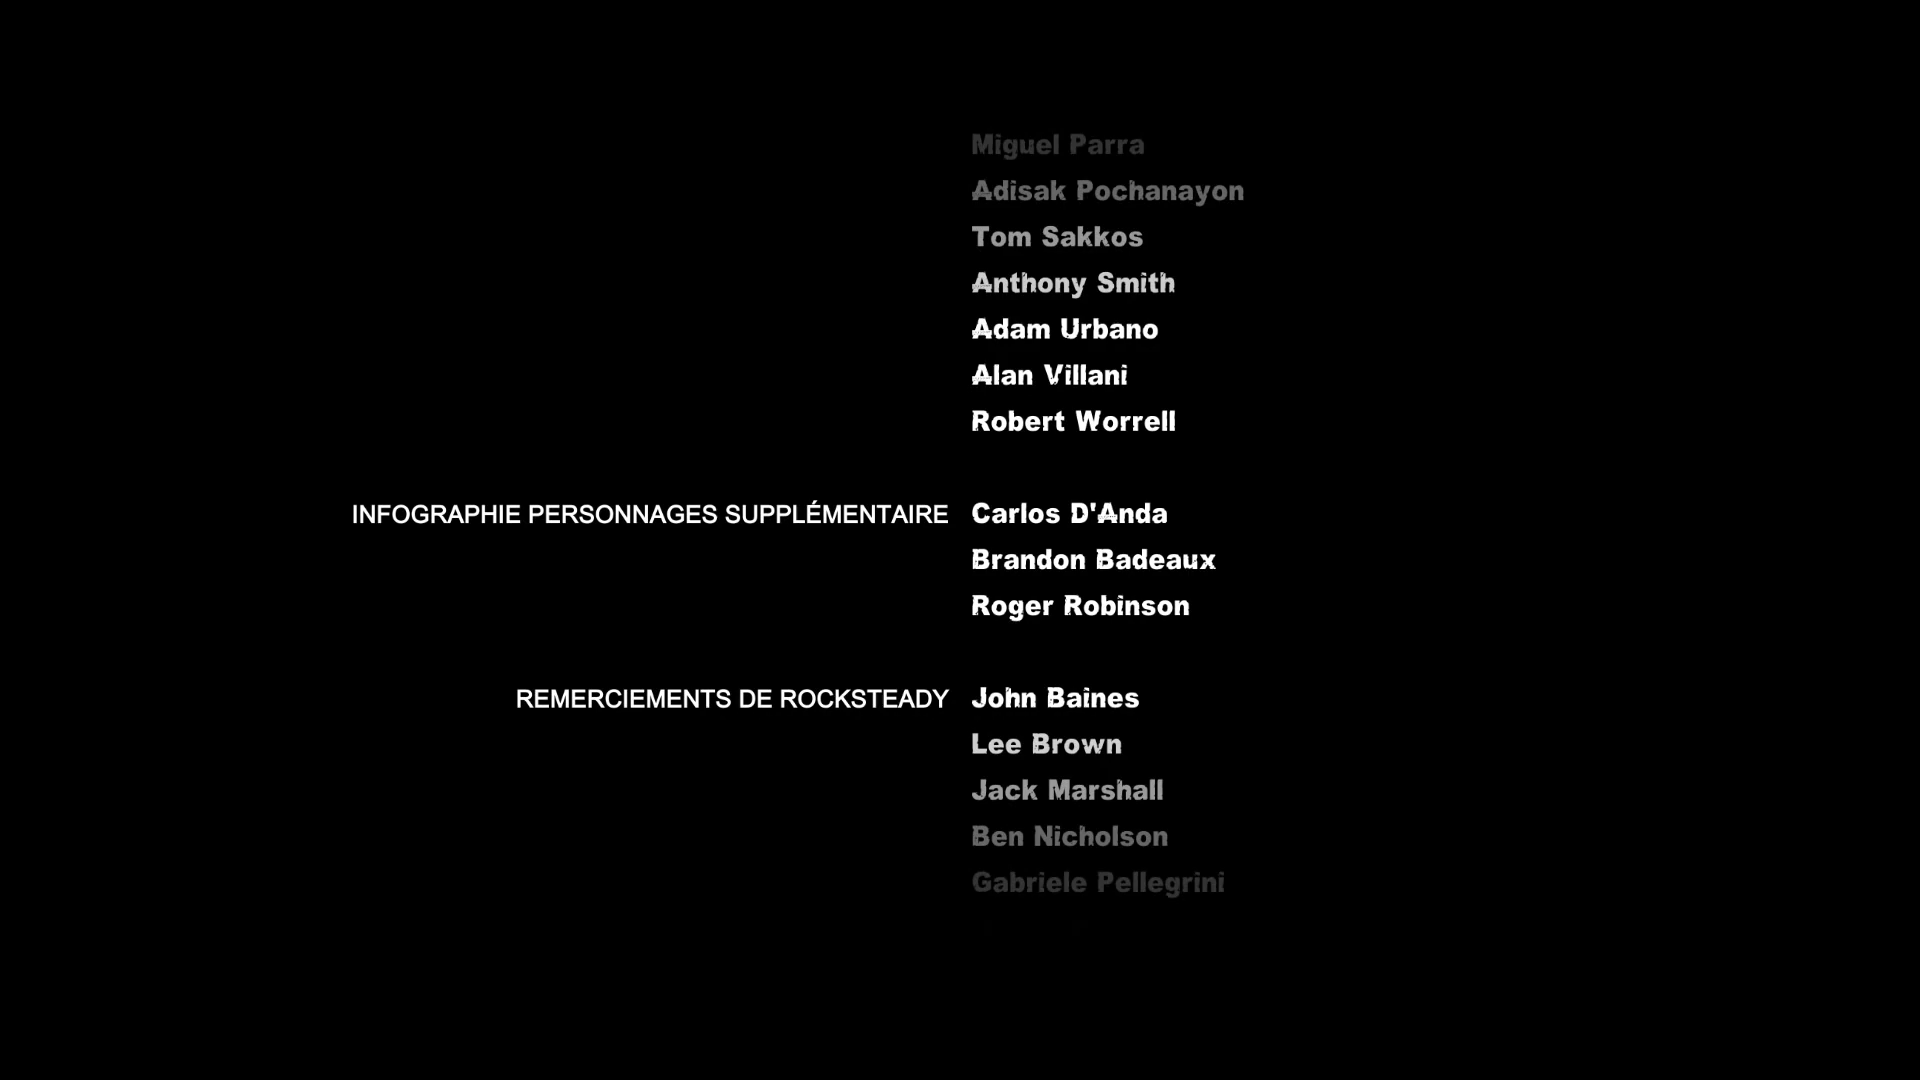 Miguel Parra
Adisak Pochanayon
Tom Sakkos
Anthony Smith
Adam Urbano
Alan Villani
Robert Worrell
INFOGRAPHIE PERSONNAGES SUPPLÉMENTAIRE Carlos D'Anda
Brandon Badeaux
Roger Robinson
REMERCIEMENTS DE ROCKSTEADY John Baines
Lee Brown
Jack Marshall
Ben Nicholson
Gabriele Pellegrini